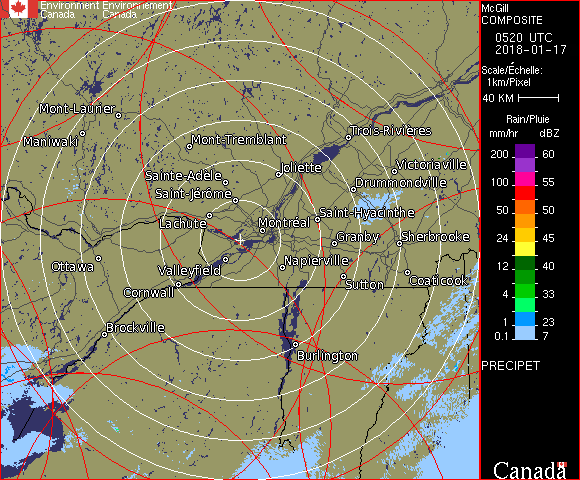 Environment Environnement
Canada Canada
McGill
COMPOSITE
0520 UTC
2018-01-17
Scale/Échelle:
1km/Pixel
40 KM
Rain/Pluie
mm/hr dBZ
200 60
100 55
50 50
24 45
12 40
4 33
1 23
0.1 7
PRECIPET
Mont-Laurier
Maniwaki
Mont-Tremblant
Trois-Rivières
Sainte-Adèle
Joliette
Victoriaville
Saint-Jérôme
Drummondville
Lachute
Montréal
Saint-Hyacinthe
Granby
Sherbrooke
Ottawa
Valleyfield
Napierville
Cornwall
Sutton
Coaticook
Brockville
Burlington
Canada